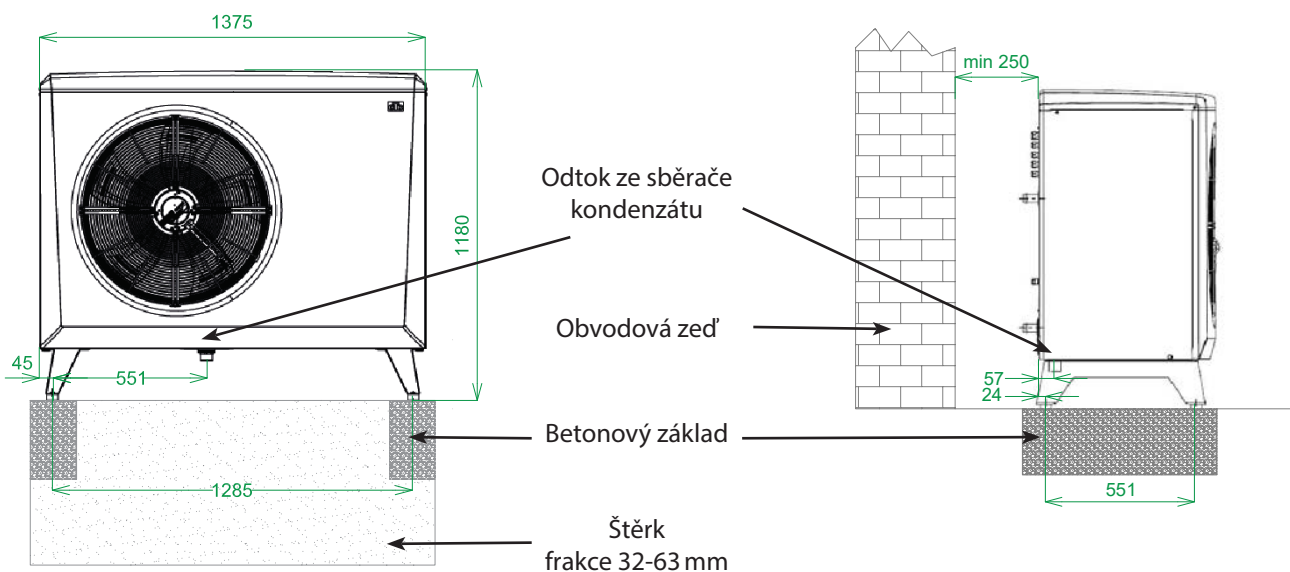 1375
min 250
1180
Odtok ze sběrače
kondenzátu
Obvodová zeď
45
551
57
24
Betonový základ
1285
551
Štěrk
frakce 32-63 mm